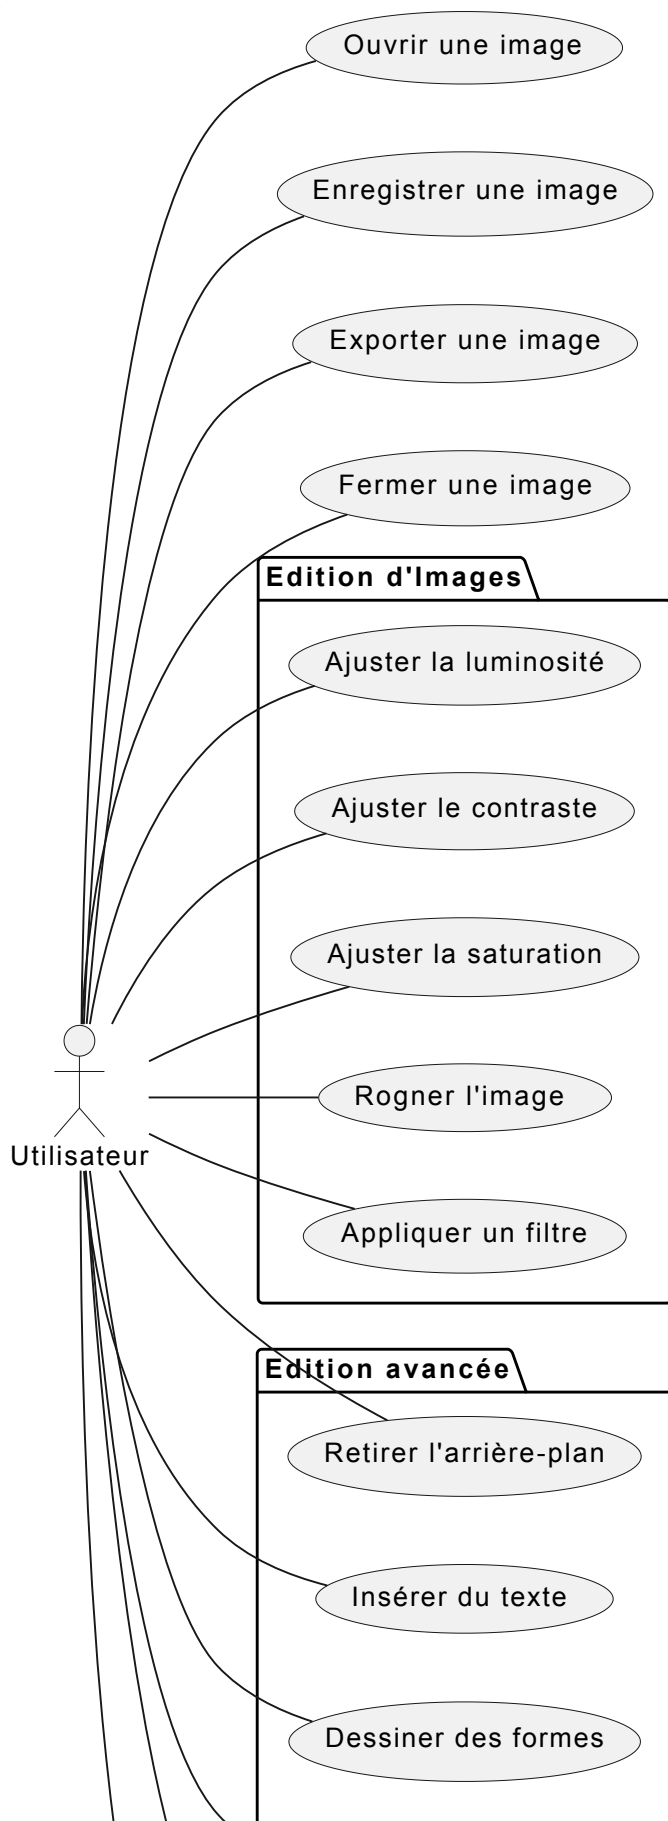 Ouvrir une image
Enregistrer une image
Exporter une image
Fermer une image
Edition d'Images
Ajuster la luminosité
Ajuster le contraste
Ajuster la saturation
Rogner l'image
Utilisateur
Appliquer un filtre
Edition avancée
Retirer l'arrière-plan
Insérer du texte
Dessiner des formes